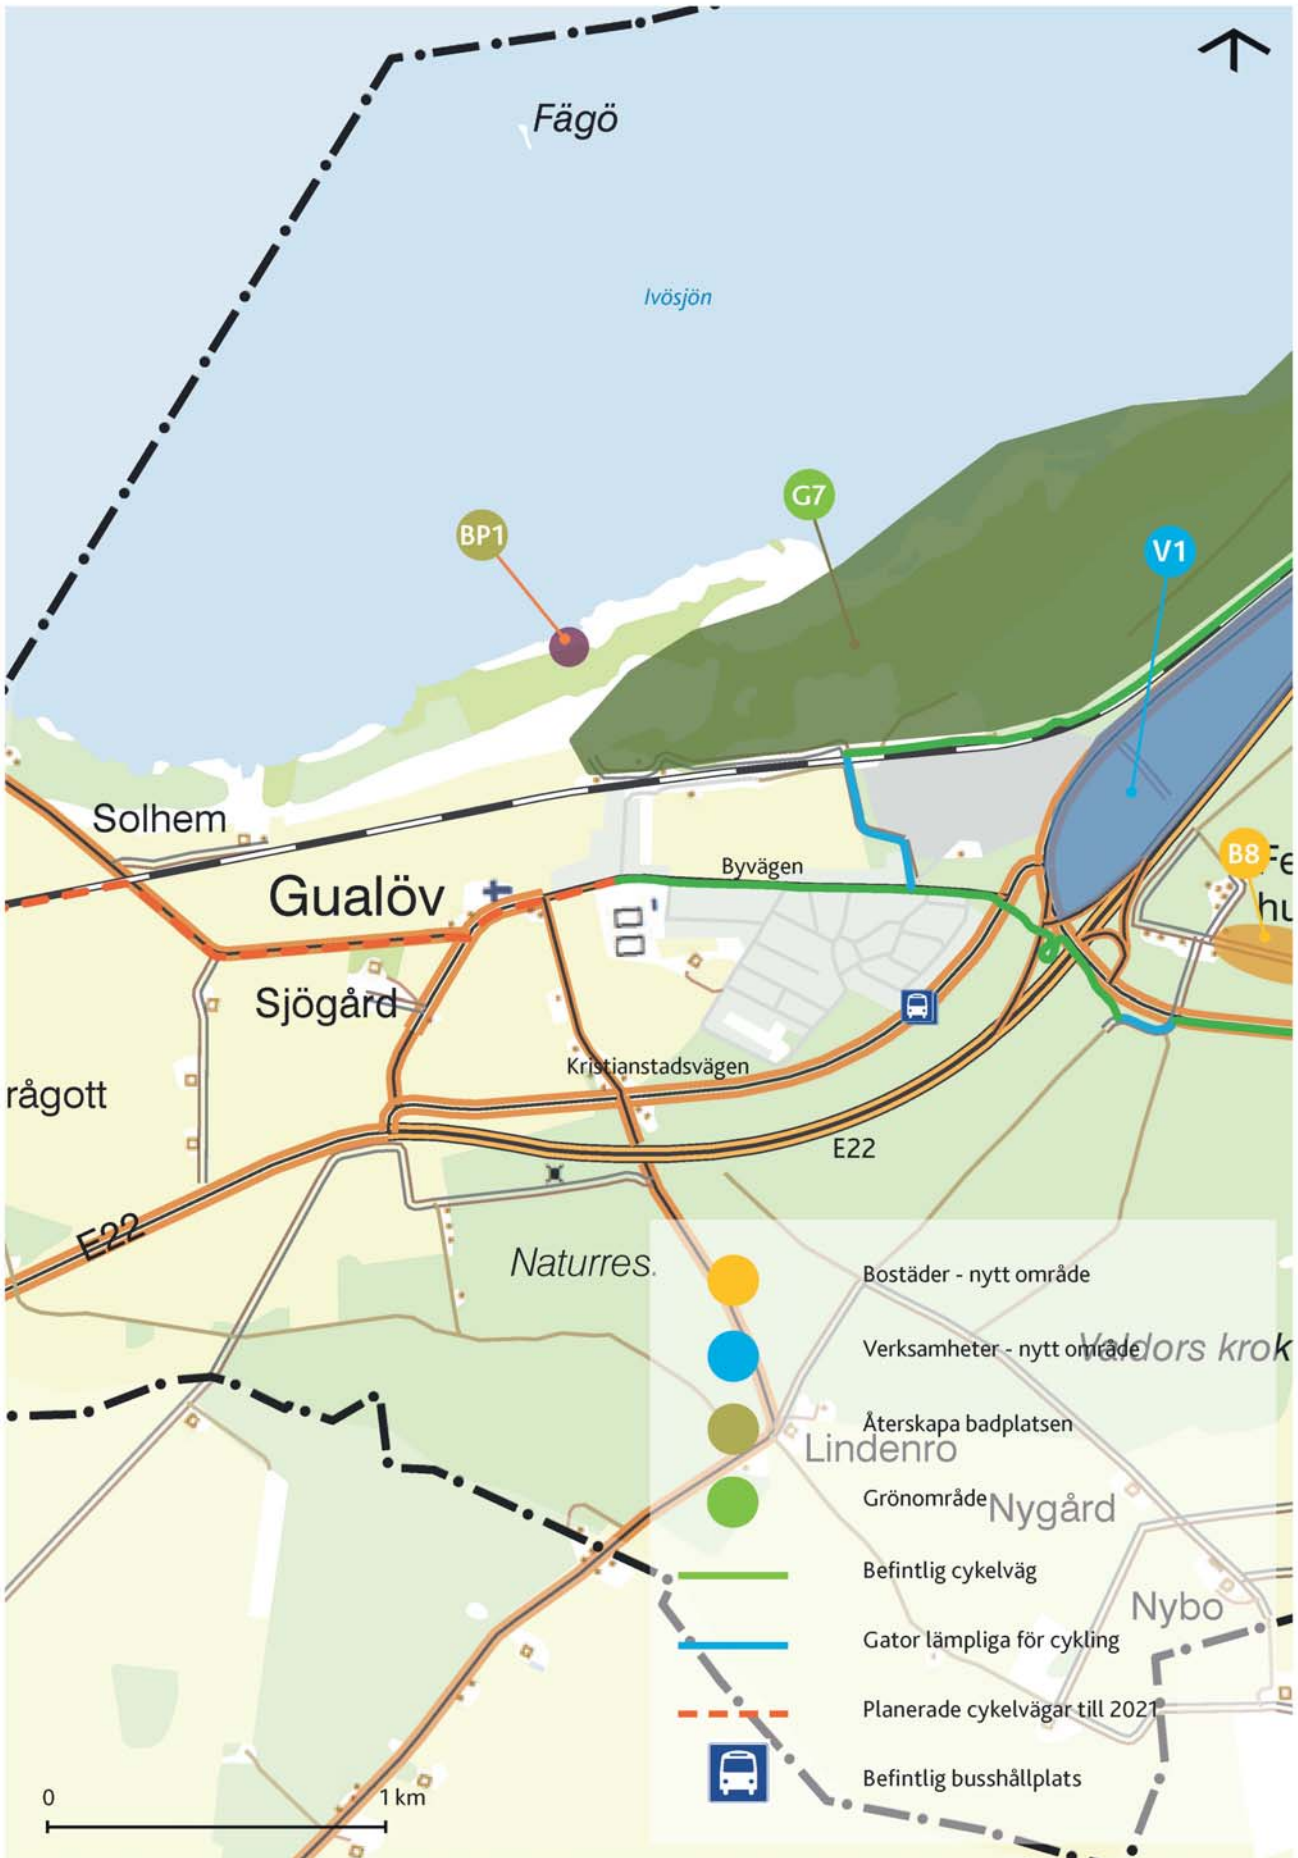 Fägö
Ivösjön
G7
BP1
V1
Solhem
B8
Byvägen
Gualöv
Sjögård
Kristianstadsvägen
rågott
E22
E22
Naturres.
Bostäder - nytt område
Verksamheter - nytt område
Valdors krok
Återskapa badplatsen
Lindenro
Grönområde
Nygård
Befintlig cykelväg
Nybo
Gator lämpliga för cykling
Planerade cykelvägar till 2021
Befintlig busshållplats
0 1 km
Fe
hu